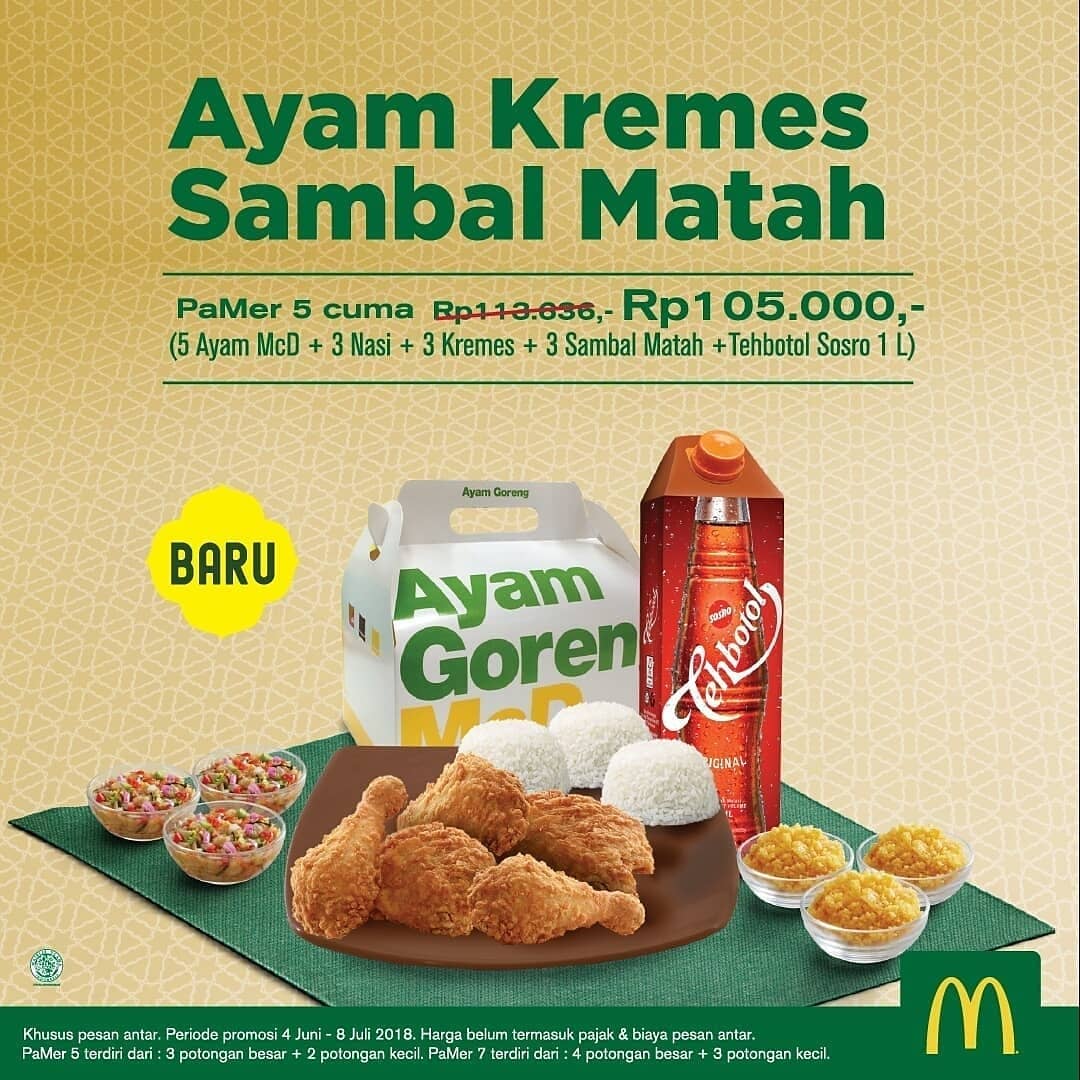 Ayam Kremes
Sambal Matah
PaMer 5 cuma Rp113.636,- Rp105.000,-
(5 Ayam McD + 3 Nasi + 3 Kremes + 3 Sambal Matah +Tehbotol Sosro 1 L)
BARU
Ayam Goreng
Ayam
Goren
McD
sosro
Tehbotol
Khusus pesan antar. Periode promosi 4 Juni - 8 Juli 2018. Harga belum termasuk pajak & biaya pesan antar.
PaMer 5 terdiri dari : 3 potongan besar + 2 potongan kecil. PaMer 7 terdiri dari : 4 potongan besar + 3 potongan kecil.